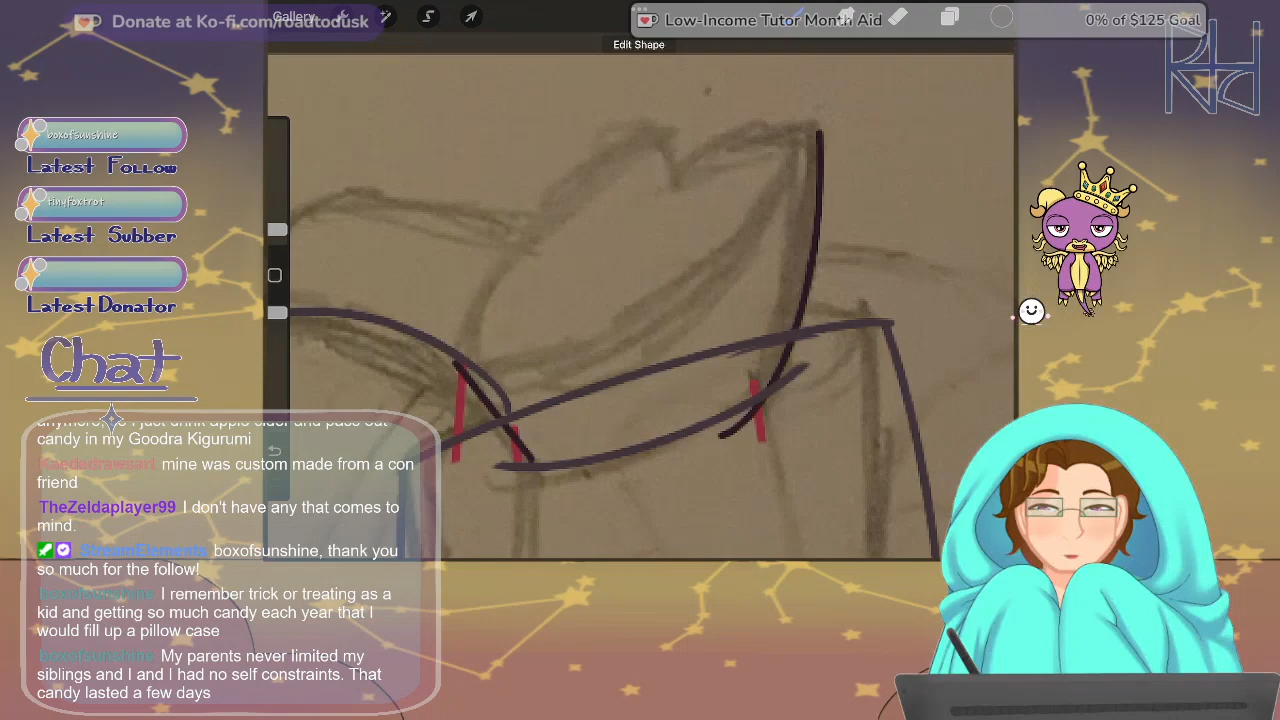 Donate at Ko-fi.com/roadtodusk
Gallery
Low-Income Tutor Month Aid
0% of $125 Goal
Edit Shape
boxofsunshine
Latest Follow
tinyfoxtrot
Latest Subber
Latest Donator
Chat
candy in my Goodra Kigurumi
mine was custom made from a con
friend
TheZeldaplayer99 I don't have any that comes to
mind.
StreamElements boxofsunshine, thank you
so much for the follow!
boxofsunshine I remember trick or treating as a
kid and getting so much candy each year that I
would fill up a pillow case
boxofsunshine My parents never limited my
siblings and I and I had no self constraints. That
candy lasted a few days